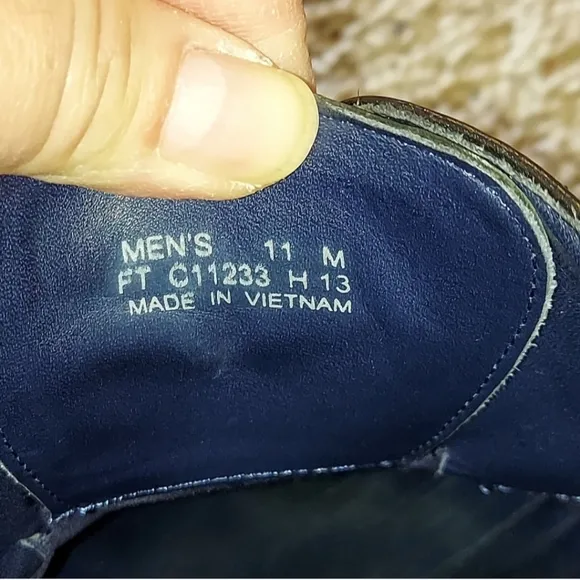 MEN'S 11 M
FT C11233 H 13
MADE IN VIETNAM